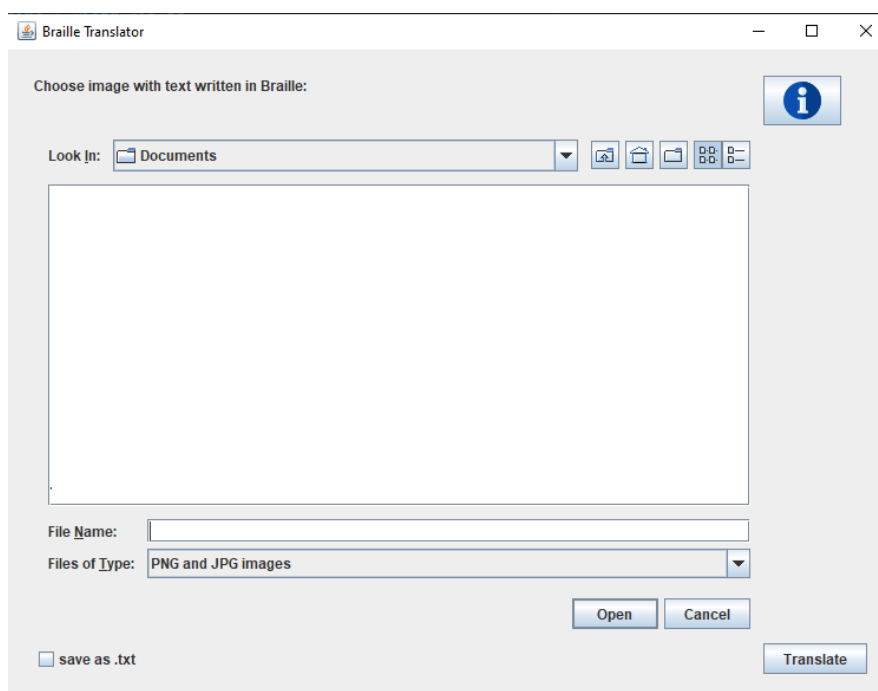 Braille Translator
Choose image with text written in Braille:
Look In: Documents
File Name:
Files of Type: PNG and JPG images
Open Cancel
save as .txt Translate